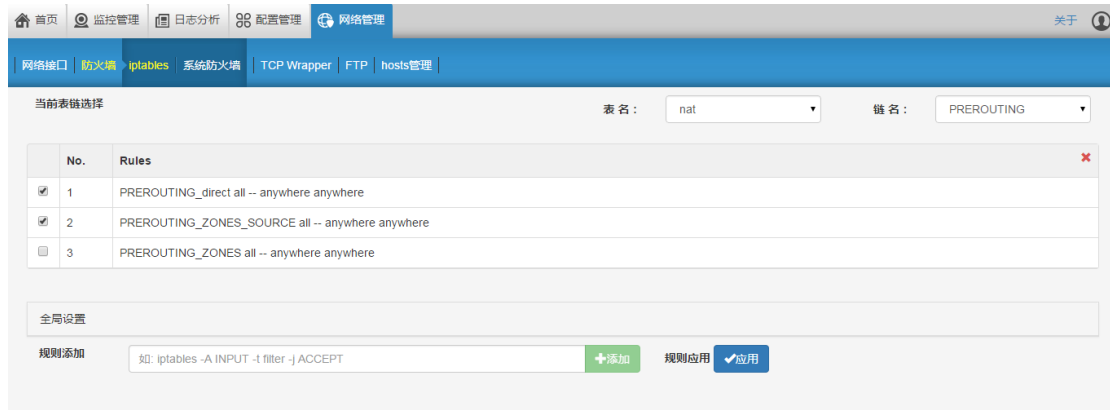 首页 监控管理 日志分析 配置管理 网络管理 关于
网络接口 防火墙 iptables 系统防火墙 TCP Wrapper FTP hosts管理
当前表链选择 表 名 : nat 链 名 : PREROUTING
No. Rules
1 PREROUTING_direct all -- anywhere anywhere
2 PREROUTING_ZONES_SOURCE all -- anywhere anywhere
3 PREROUTING_ZONES all -- anywhere anywhere
全局设置
规则添加 如: iptables -A INPUT -t filter -j ACCEPT 添加 规则应用 应用